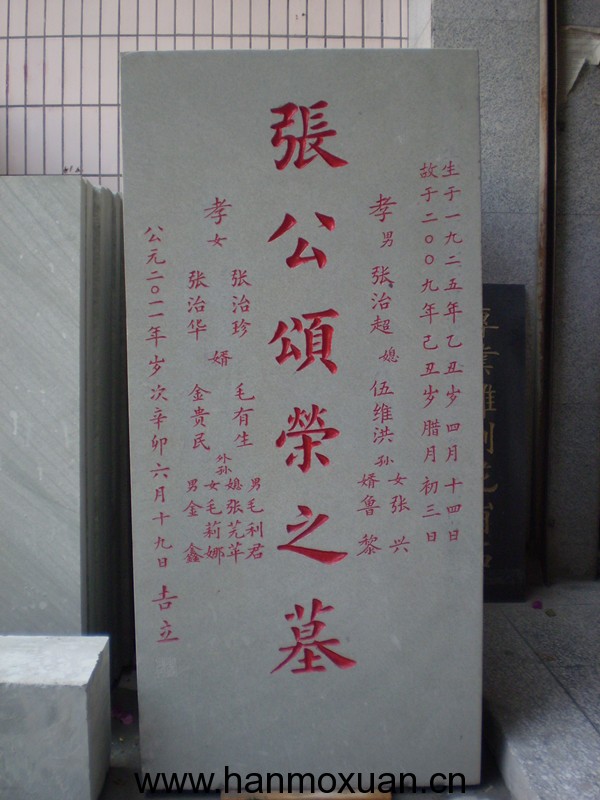 生于一九二五年乙丑岁四月十四日
故于二〇〇九年己丑岁腊月初三日
孝男 张治超 媳 伍维洪 孙 女张兴
婿鲁黎
張公頌榮之墓
孝女 张治珍 婿 毛有生 外孙 男毛利君
媳张芫苹
张治华 金贵民 女毛莉娜
男金鑫
公元二〇一一年岁次辛卯六月十九日 吉立
www.hanmoxuan.cn